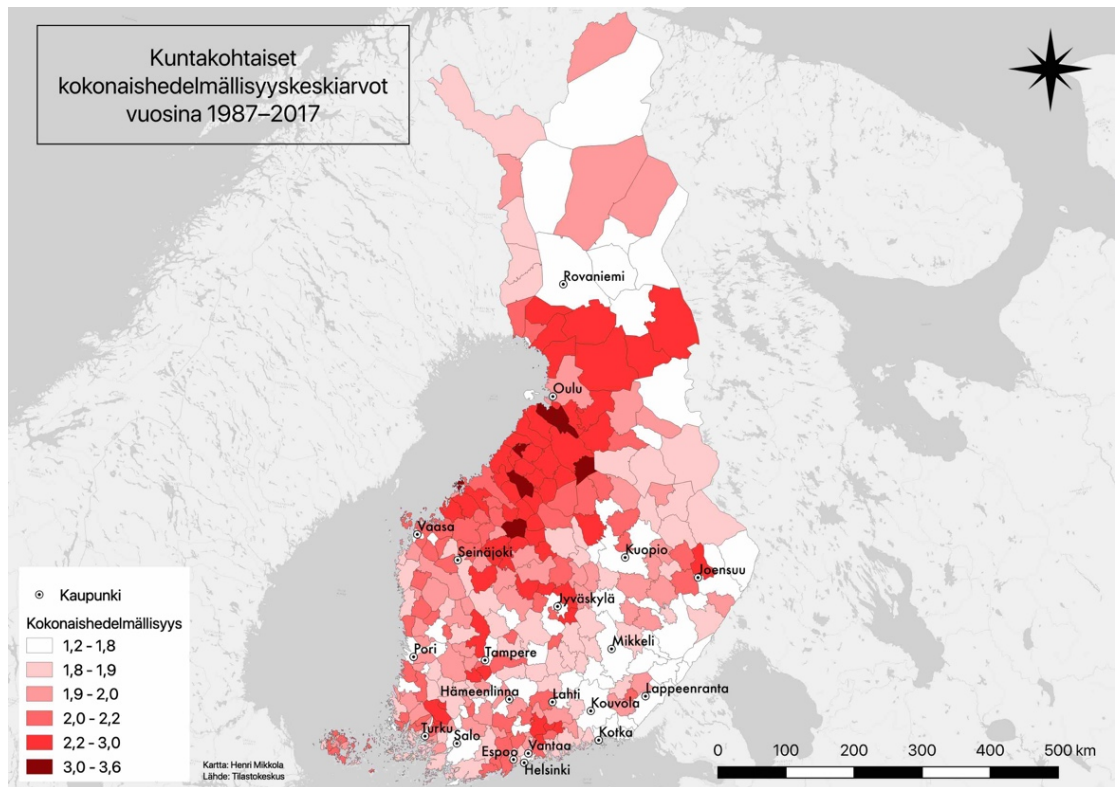 Kuntakohtaiset
kokonaishedelmällisyyskeskiarvot
vuosina 1987–2017
Rovaniemi
Oulu
Vaasa
Seinäjoki
Kuopio
Joensuu
Jyväskylä
Mikkeli
Pori
Tampere
Hämeenlinna
Lahti
Lappeenranta
Kouvola
Turku
Salo
Kotka
Espoo
Vantaa
Helsinki
Kaupunki
Kokonaishedelmällisyys
1,2 - 1,8
1,8 - 1,9
1,9 - 2,0
2,0 - 2,2
2,2 - 3,0
3,0 - 3,6
Kartta: Henri Mikkola
Lähde: Tilastokeskus
0 100 200 300 400 500 km